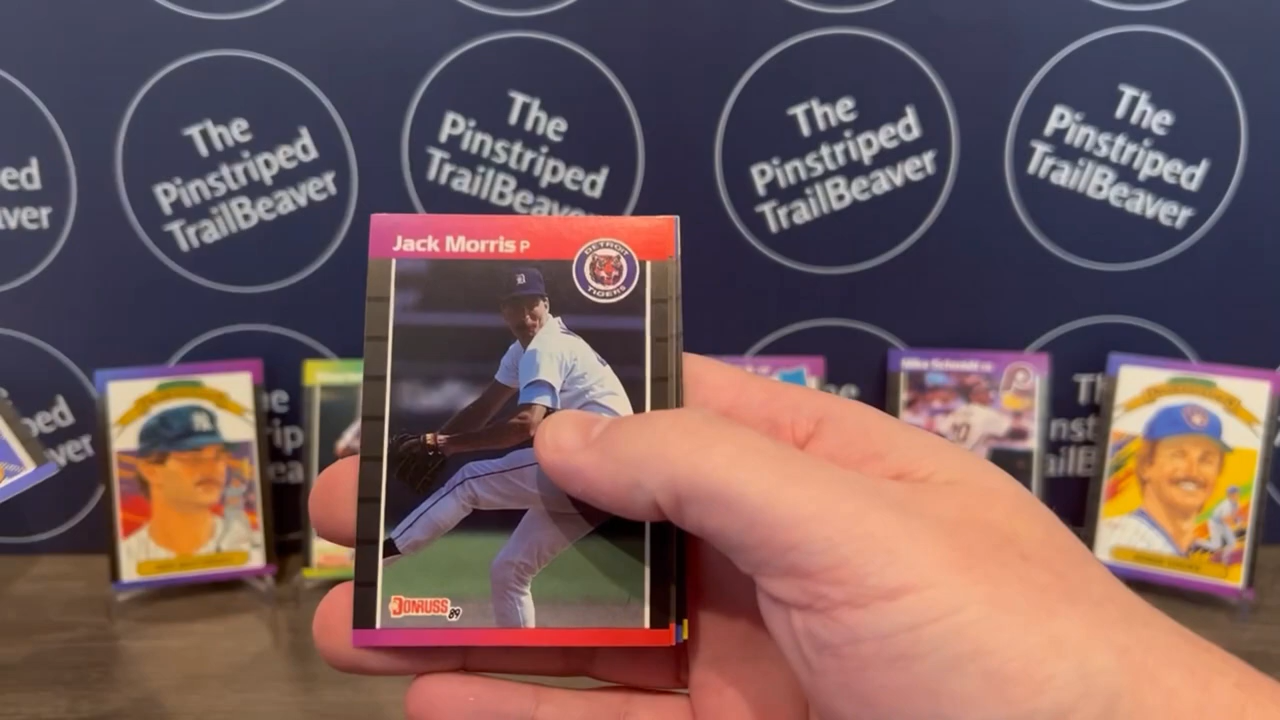 The
Pinstriped
TrailBeaver
The
Pinstriped
TrailBeaver
The
Pinstriped
TrailBeaver
The
Pinstriped
TrailBeaver
Jack Morris P
DETROIT
TIGERS
DONRUSS 89
Mike Schmidt